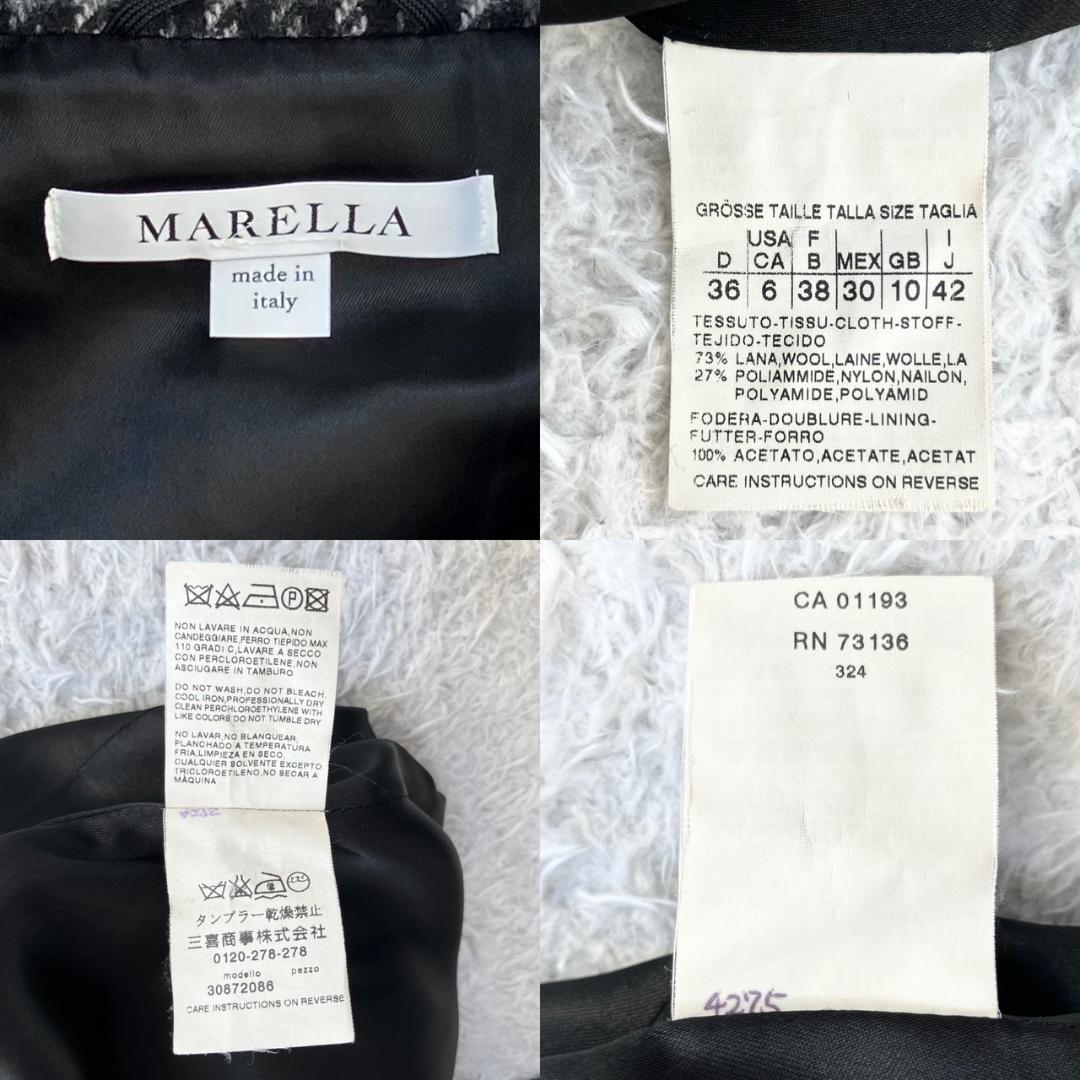 MARELLA
made in
italy
GRÖSSE TAILLE TALLA SIZE TAGLIA
USA F I
D CA B MEX GB J
36 6 38 30 10 42
TESSUTO-TISSU-CLOTH-STOFF-
TEJIDO-TECIDO
73% LANA,WOOL,LAINE,WOLLE,LA
27% POLIAMMIDE,NYLON,NAILON,
POLYAMIDE,POLYAMID
FODERA-DOUBLURE-LINING-
FUTTER-FORRO
100% ACETATO,ACETATE,ACETAT
CARE INSTRUCTIONS ON REVERSE
P
NON LAVARE IN ACQUA,NON
CANDEGGIARE,FERRO TIEPIDO MAX
110 GRADI C,LAVARE A SECCO
CON PERCLOROETILENE,NON
ASCIUGARE IN TAMBURO
DO NOT WASH,DO NOT BLEACH,
COOL IRON,PROFESSIONALLY DRY
CLEAN PERCHLOROETHYLENE WITH
LIKE COLORS DO NOT TUMBLE DRY
NO LAVAR,NO BLANQUEAR,
PLANCHADO A TEMPERATURA
FRIA,LIMPIEZA EN SECO,
CUALQUIER SOLVENTE EXCEPTO
TRICLOROETILENO,NO SECAR A
MÁQUINA
タンブラー乾燥禁止
三喜商事株式会社
0120-278-278
modello pezzo
30872086
CARE INSTRUCTIONS ON REVERSE
CA 01193
RN 73136
324
4275